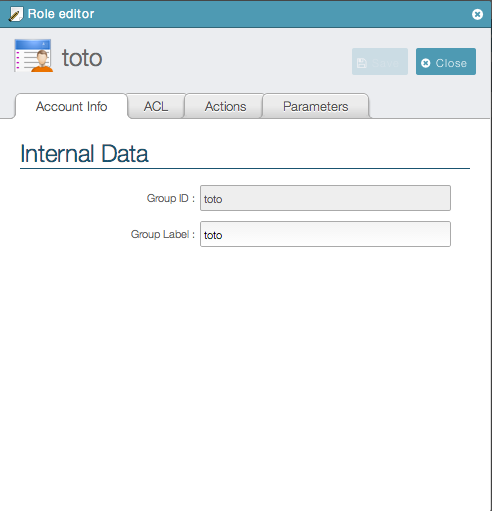 Role editor
toto
Save
Close
Account Info
ACL
Actions
Parameters
Internal Data
Group ID :
toto
Group Label :
toto